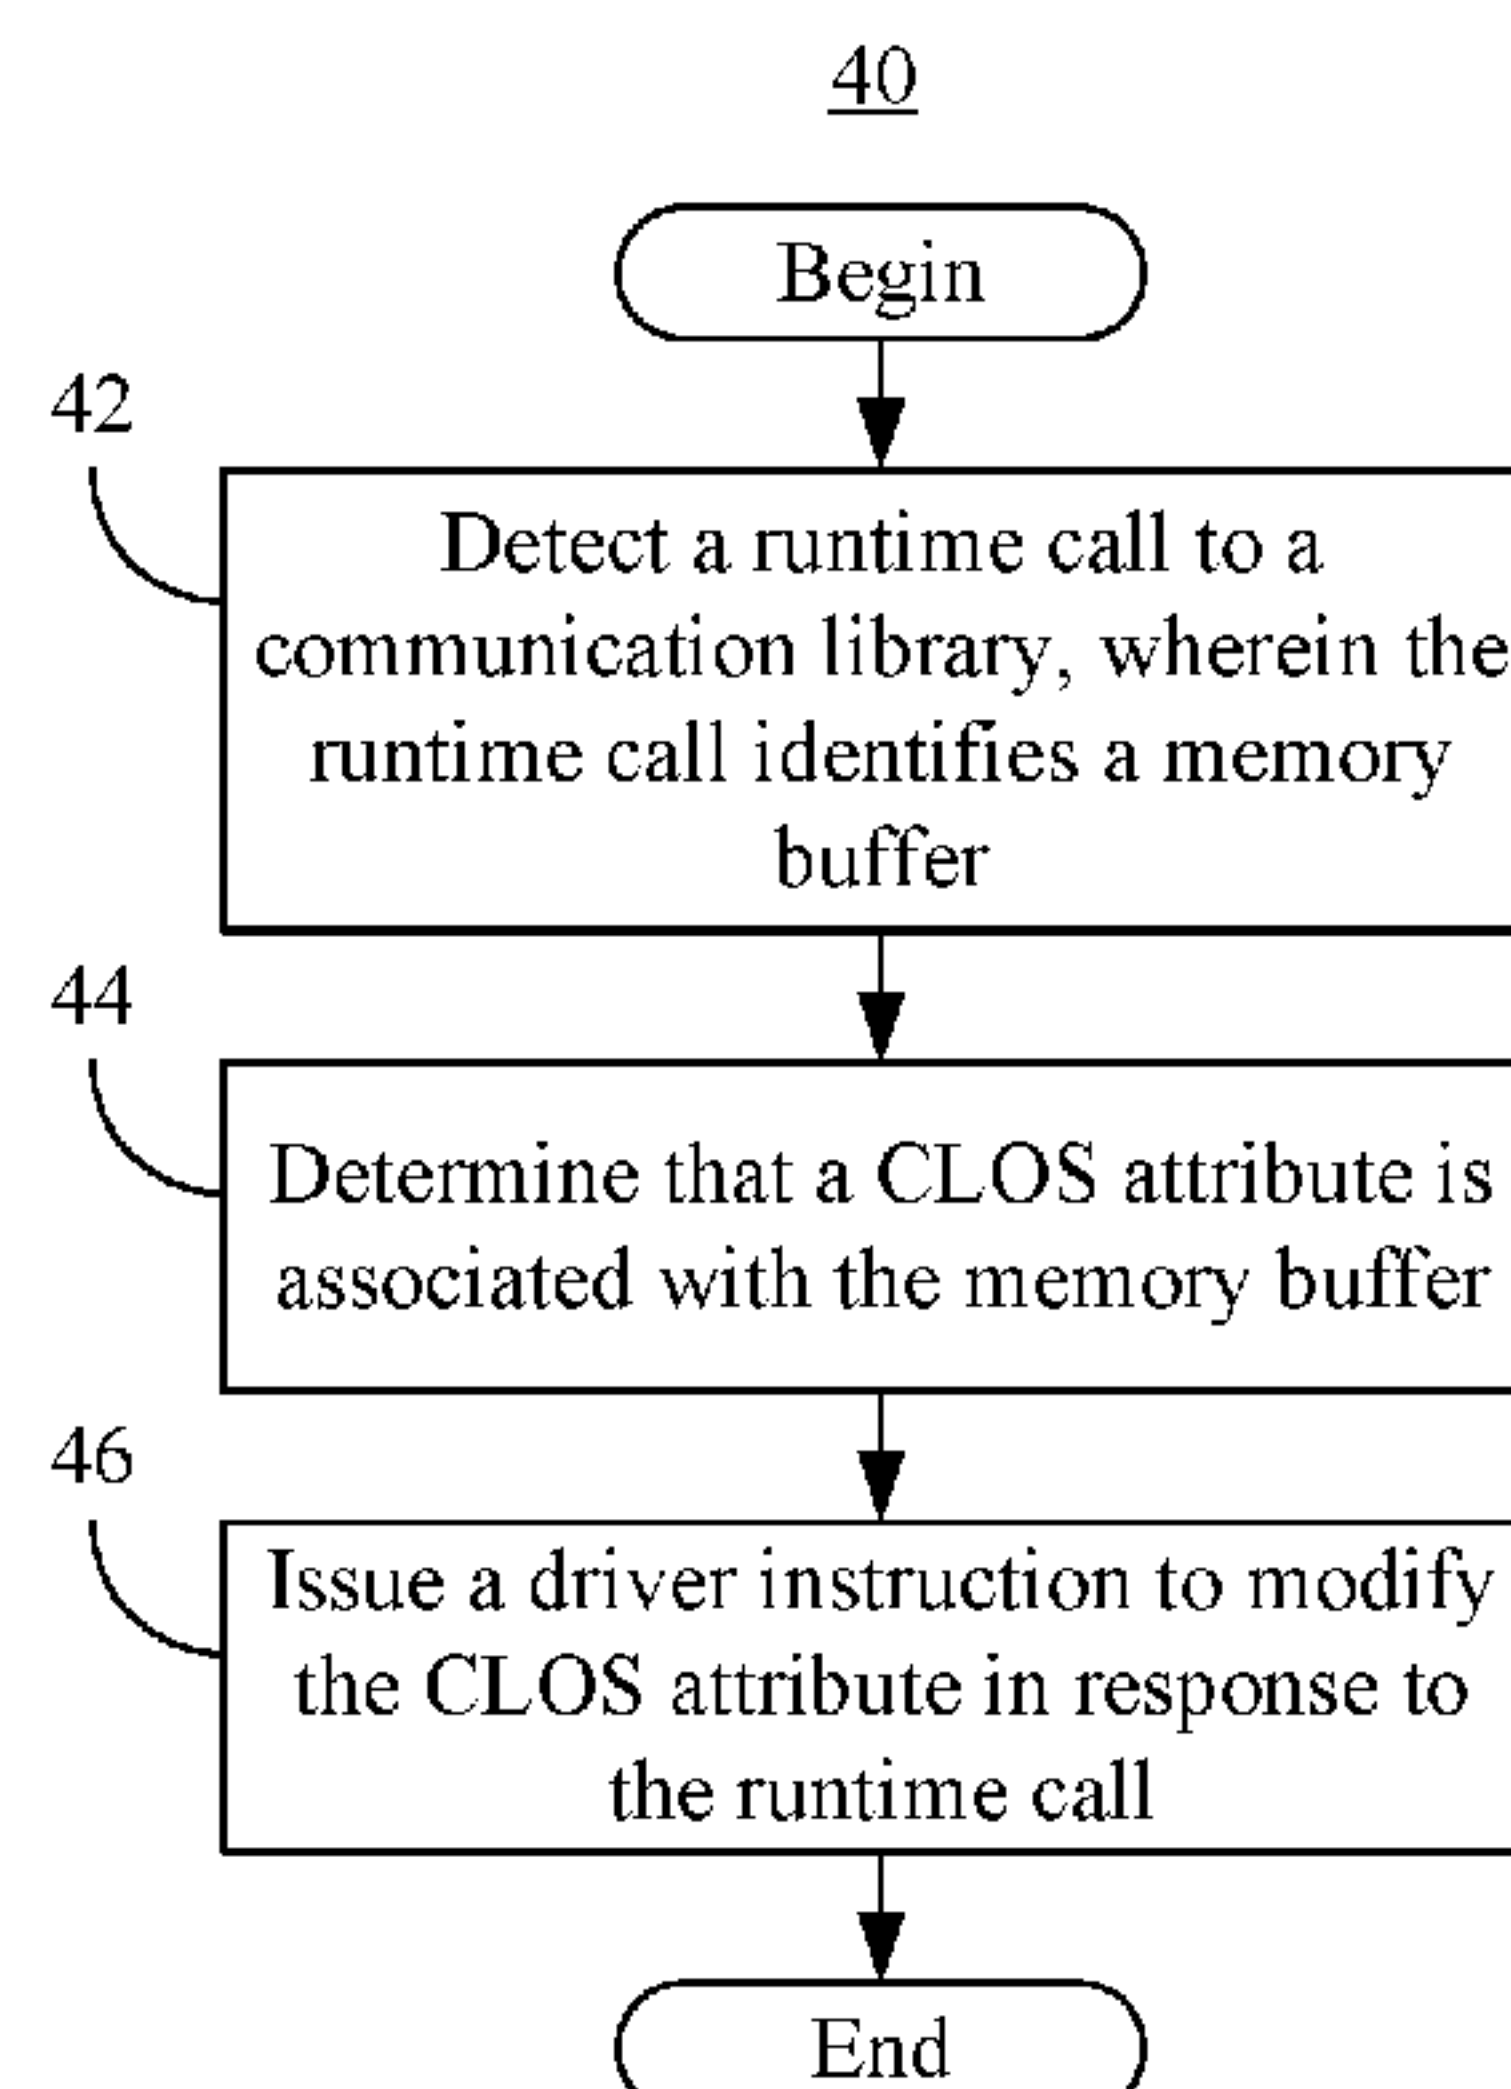 40
Begin
42
Detect a runtime call to a
communication library, wherein the
runtime call identifies a memory
buffer
44
Determine that a CLOS attribute is
associated with the memory buffer
46
Issue a driver instruction to modify
the CLOS attribute in response to
the runtime call
End